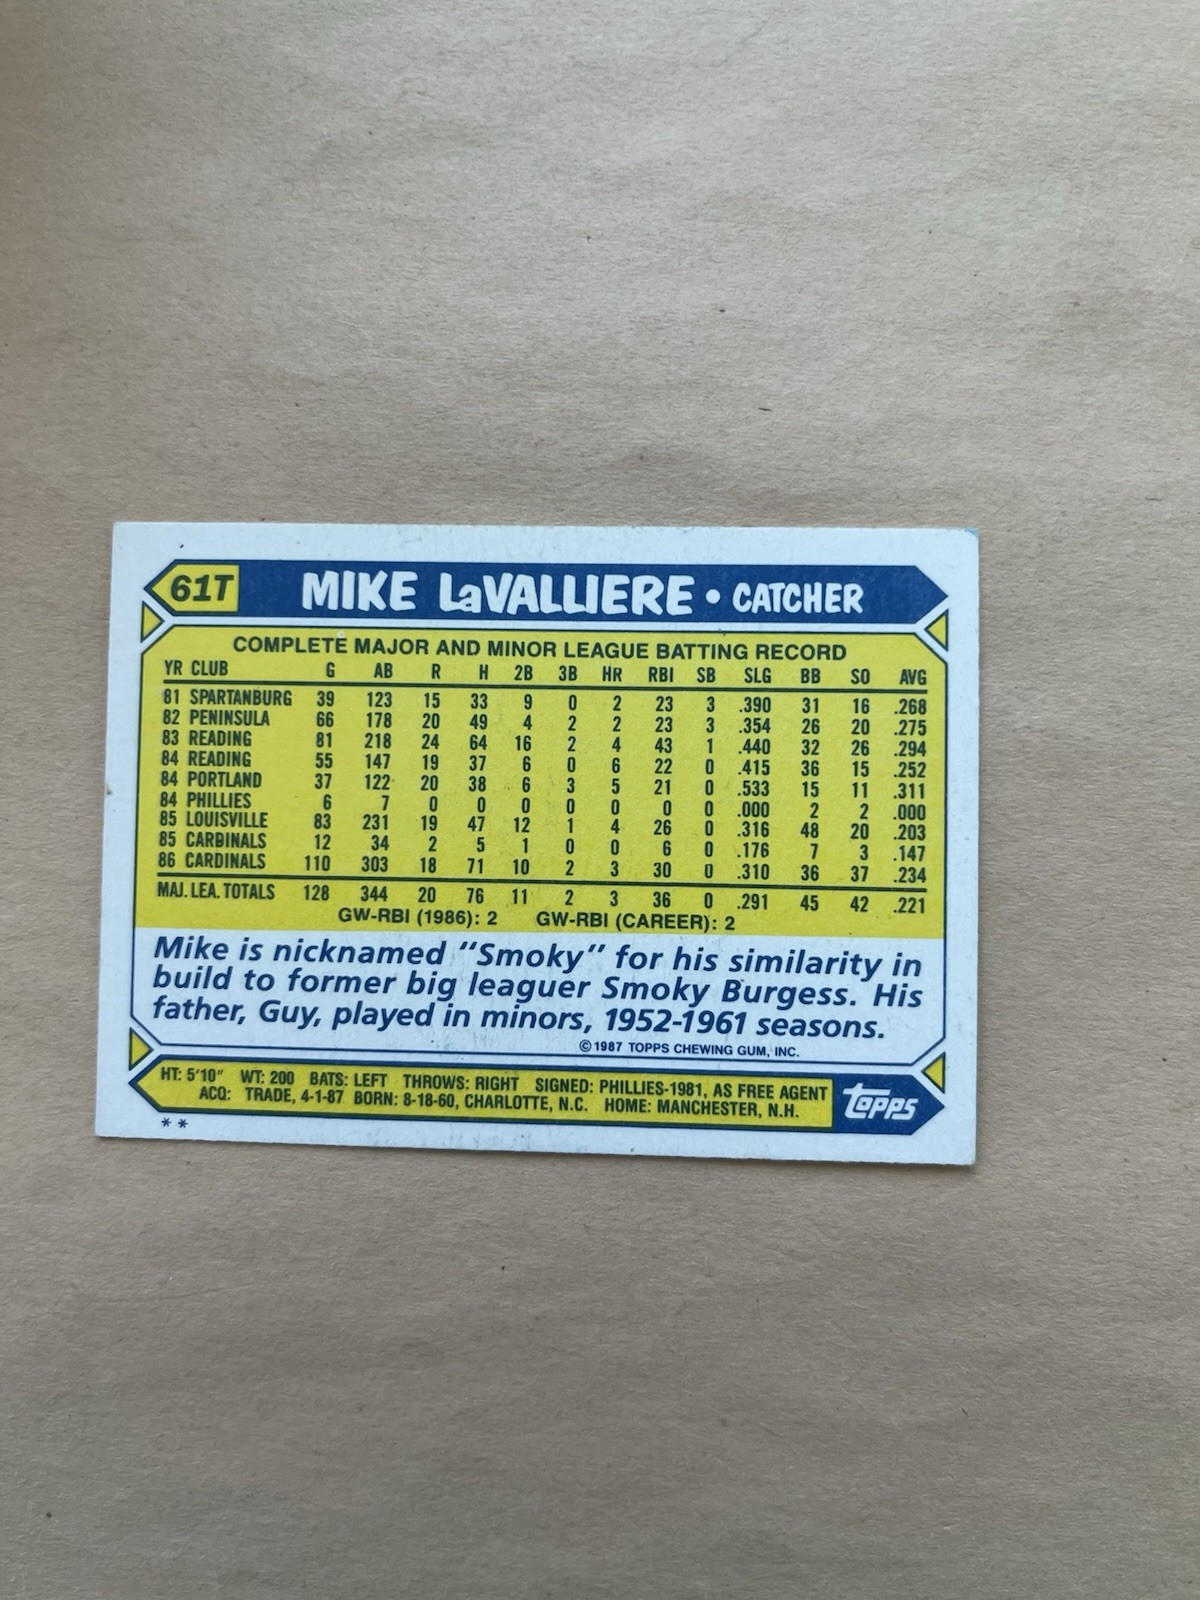 61T MIKE LaVALLIERE • CATCHER
COMPLETE MAJOR AND MINOR LEAGUE BATTING RECORD
YR CLUB G AB R H 2B 3B HR RBI SB SLG BB SO AVG
81 SPARTANBURG 39 123 15 33 9 0 2 23 3 .390 31 16 .268
82 PENINSULA 66 178 20 49 4 2 2 23 3 .354 26 20 .275
83 READING 81 218 24 64 16 2 4 43 1 .440 32 26 .294
84 READING 55 147 19 37 6 0 6 22 0 .415 36 15 .252
84 PORTLAND 37 122 20 38 6 3 5 21 0 .533 15 11 .311
84 PHILLIES 6 7 0 0 0 0 0 0 0 .000 2 2 .000
85 LOUISVILLE 83 231 19 47 12 1 4 26 0 .316 48 20 .203
85 CARDINALS 12 34 2 5 1 0 0 6 0 .176 7 3 .147
86 CARDINALS 110 303 18 71 10 2 3 30 0 .310 36 37 .234
MAJ. LEA. TOTALS 128 344 20 76 11 2 3 36 0 .291 45 42 .221
GW-RBI (1986): 2 GW-RBI (CAREER): 2
Mike is nicknamed "Smoky" for his similarity in
build to former big leaguer Smoky Burgess. His
father, Guy, played in minors, 1952-1961 seasons.
©1987 TOPPS CHEWING GUM, INC.
HT: 5'10" WT: 200 BATS: LEFT THROWS: RIGHT SIGNED: PHILLIES-1981, AS FREE AGENT
ACQ: TRADE, 4-1-87 BORN: 8-18-60, CHARLOTTE, N.C. HOME: MANCHESTER, N.H.
Topps
**